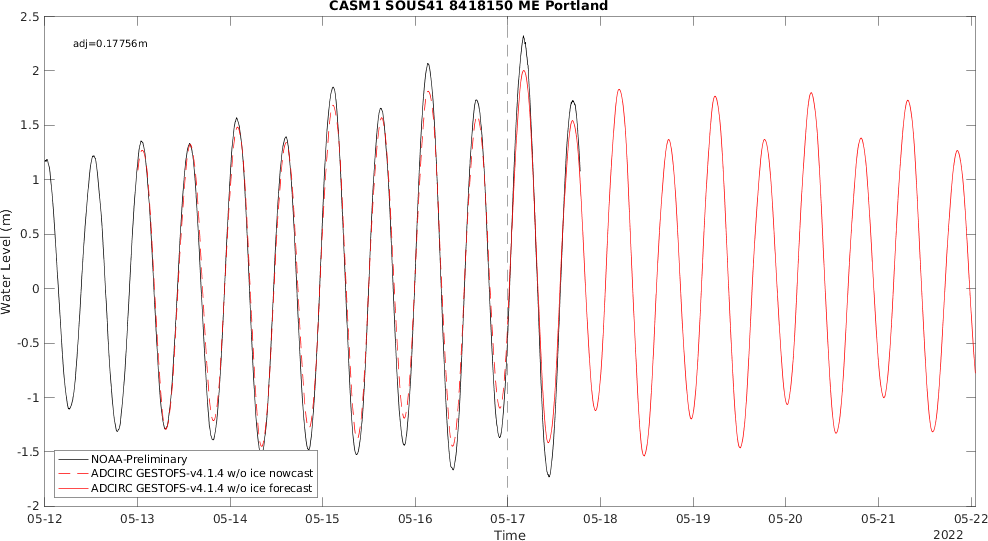 CASM1 SOUS41 8418150 ME Portland
2.5
adj=0.17756m
2
1.5
1
0.5
0
-0.5
-1
-1.5
-2
Water Level (m)
NOAA-Preliminary
ADCIRC GESTOFS-v4.1.4 w/o ice nowcast
ADCIRC GESTOFS-v4.1.4 w/o ice forecast
05-12 05-13 05-14 05-15 05-16 05-17 05-18 05-19 05-20 05-21 05-22
Time
2022